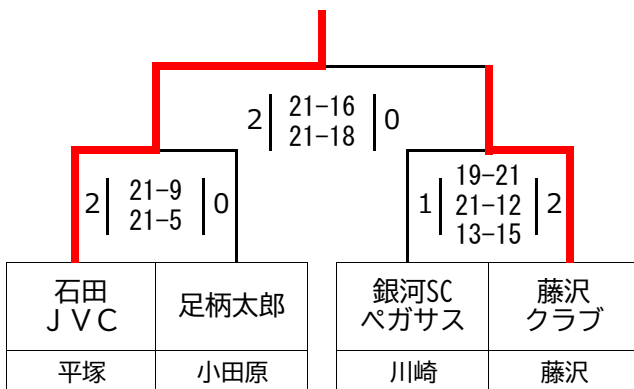 2 21-16 0
21-18
2 21-9 0
21-5
1 19-21 2
21-12
13-15
石田
ＪＶＣ
足柄太郎
銀河SC
ペガサス
藤沢
クラブ
平塚
小田原
川崎
藤沢